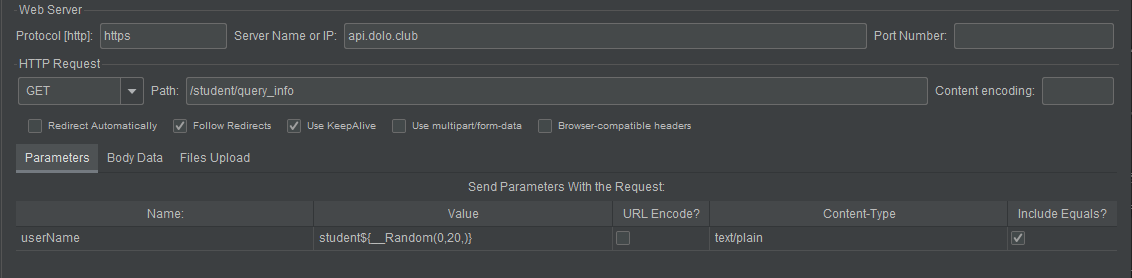 Web Server
Protocol [http]: https Server Name or IP: api.dolo.club Port Number:
HTTP Request
GET Path: /student/query_info Content encoding:
Redirect Automatically Follow Redirects Use KeepAlive Use multipart/form-data Browser-compatible headers
Parameters Body Data Files Upload
Send Parameters With the Request:
Name: Value URL Encode? Content-Type Include Equals?
userName student${__Random(0,20,)} text/plain